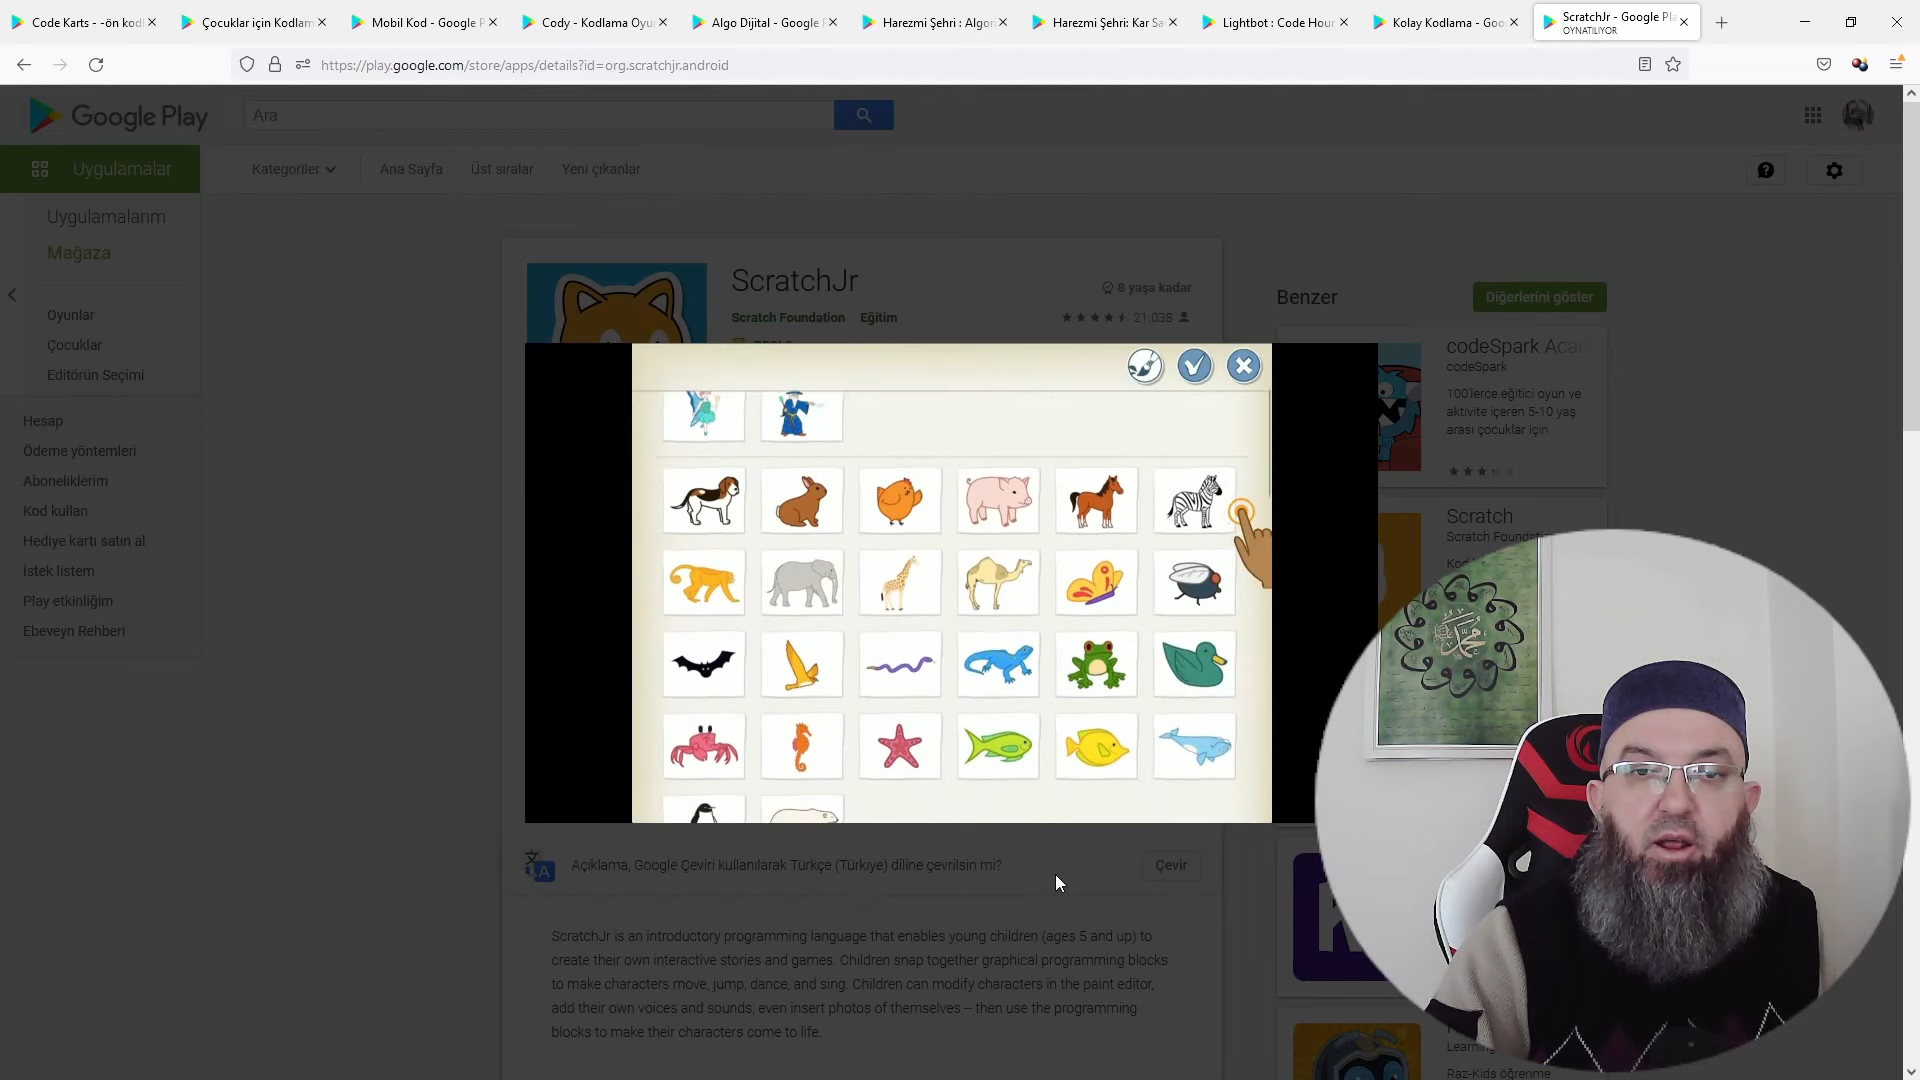 Code Karts - -ön kodl
Çocuklar için Kodlam
Mobil Kod - Google P
Cody - Kodlama Oyun
Algo Dijital - Google P
Harezmi Şehri : Algor
Harezmi Şehri: Kar Sa
Lightbot : Code Hour
Kolay Kodlama - Goo
ScratchJr - Google Pla
OYNATILIYOR
https://play.google.com/store/apps/details?id=org.scratchjr.android
Google Play
Ara
Uygulamalar
Kategoriler
Ana Sayfa
Üst sıralar
Yeni çıkanlar
Uygulamalarım
Mağaza
Oyunlar
Çocuklar
Editörün Seçimi
Hesap
Ödeme yöntemleri
Aboneliklerim
Kod kullan
Hediye kartı satın al
İstek listem
Play etkinliğim
Ebeveyn Rehberi
ScratchJr
8 yaşa kadar
Scratch Foundation Eğitim
21 038
Benzer
Diğerlerini göster
codeSpark Acad
codeSpark
100'lerce eğitici oyun ve
aktivite içeren 5-10 yaş
arası çocuklar için
Scratch
Scratch Foundation
Açıklama, Google Çeviri kullanılarak Türkçe (Türkiye) diline çevrilsin mi?
Çevir
ScratchJr is an introductory programming language that enables young children (ages 5 and up) to
create their own interactive stories and games. Children snap together graphical programming blocks
to make characters move, jump, dance, and sing. Children can modify characters in the paint editor,
add their own voices and sounds, even insert photos of themselves -- then use the programming
blocks to make their characters come to life.
Learning
Raz-Kids öğrenme